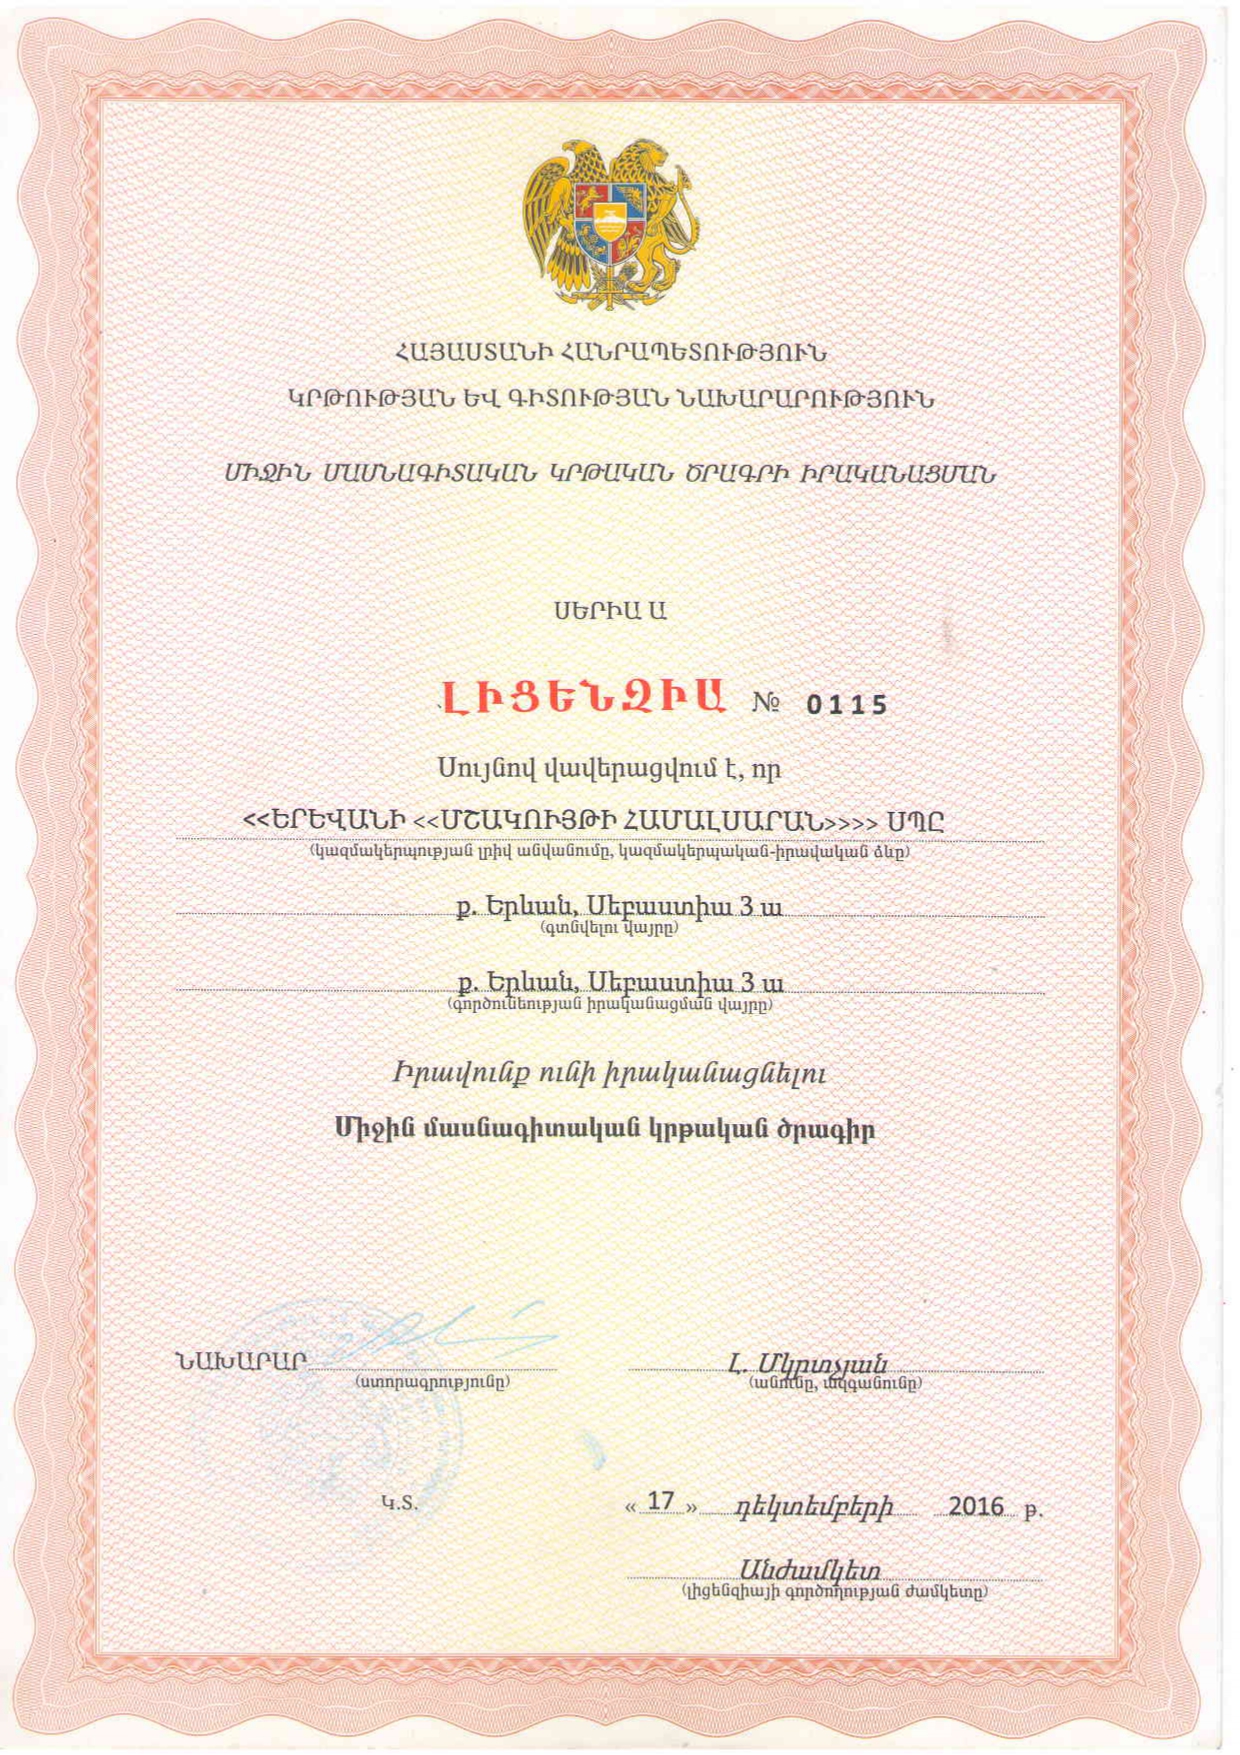 ՀԱՅԱՍՏԱՆԻ ՀԱՆՐԱՊԵՏՈՒԹՅՈՒՆ
ԿՐԹՈՒԹՅԱՆ ԵՎ ԳԻՏՈՒԹՅԱՆ ՆԱԽԱՐԱՐՈՒԹՅՈՒՆ
ՄԻՋԻՆ ՄԱՍՆԱԳԻՏԱԿԱՆ ԿՐԹԱԿԱՆ ԾՐԱԳՐԻ ԻՐԱԿԱՆԱՑՄԱՆ
ՍԵՐԻԱ Ա
ԼԻՑԵՆԶԻԱ № 0115
Սույնով վավերացվում է, որ
<<ԵՐԵՎԱՆԻ <<ՄՇԱԿՈՒՅԹԻ ՀԱՄԱԼՍԱՐԱՆ>>>> ՍՊԸ
(կազմակերպության լրիվ անվանումը, կազմակերպական-իրավական ձևը)
ք. Երևան, Սեբաստիա 3 ա
(գտնվելու վայրը)
ք. Երևան, Սեբաստիա 3 ա
(գործունեության իրականացման վայրը)
Իրավունք ունի իրականացնելու
Միջին մասնագիտական կրթական ծրագիր
ՆԱԽԱՐԱՐ Լ. Մկրտչյան
(ստորագրությունը) (անունը, ազգանունը)
Կ.Տ. « 17 » դեկտեմբերի 2016 թ.
Անժամկետ
(լիցենզիայի գործողության ժամկետը)